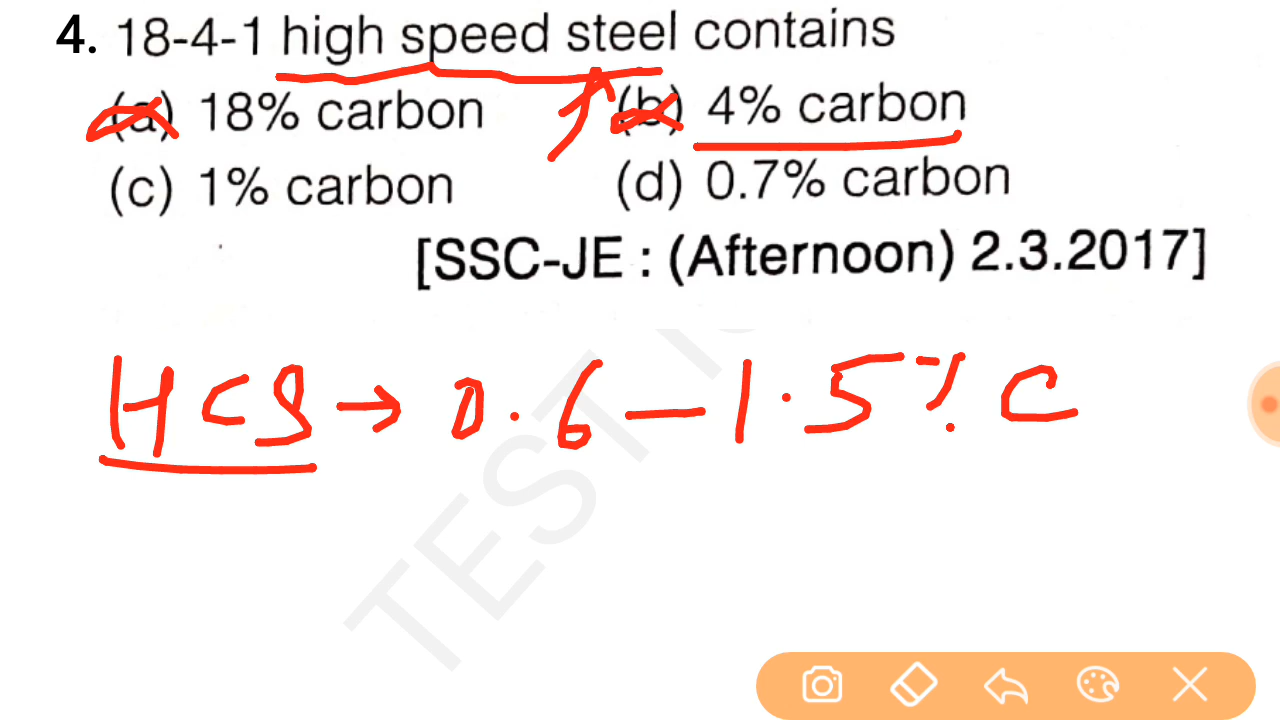 4. 18-4-1 high speed steel contains
(a) 18% carbon (b) 4% carbon
(c) 1% carbon (d) 0.7% carbon
[SSC-JE : (Afternoon) 2.3.2017]
HCS → 0.6 — 1.5% C
TEST